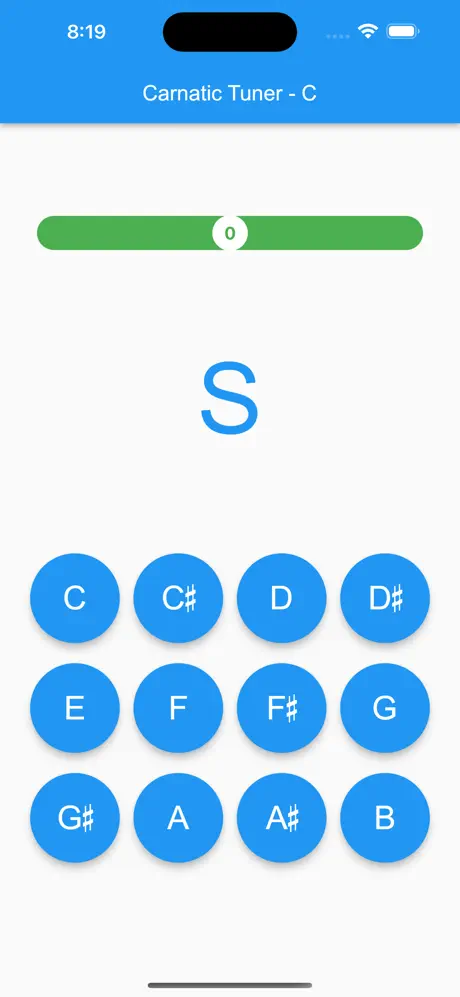 8:19
Carnatic Tuner - C
0
S
C C♯ D D♯
E F F♯ G
G♯ A A♯ B